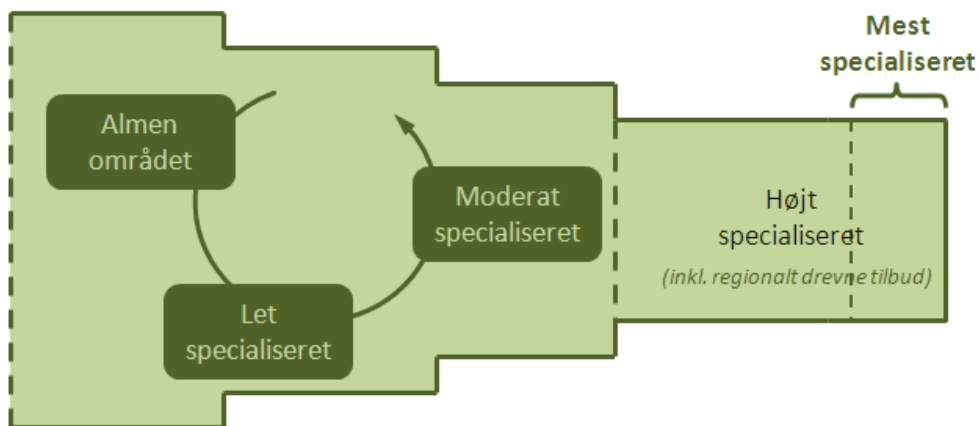 Mest
specialiseret
Almen
området
Moderat
specialiseret
Højt
specialiseret
(inkl. regionalt drevne tilbud)
Let
specialiseret